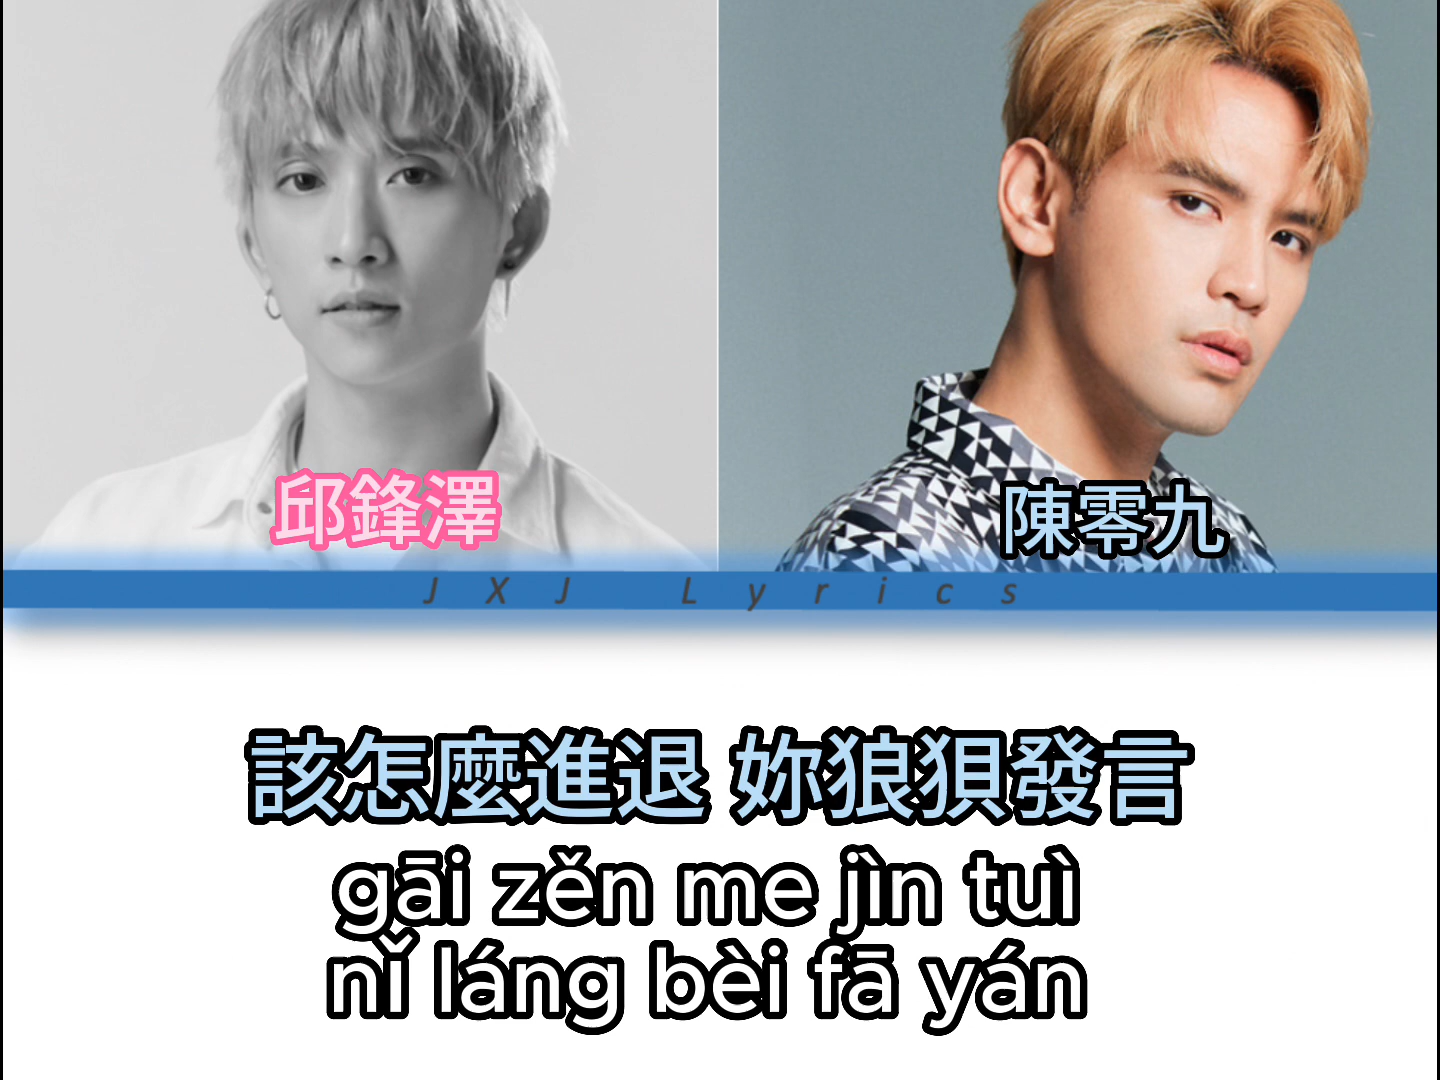 邱鋒澤
陳零九
JXJ Lyrics
該怎麼進退 妳狼狽發言
gāi zěn me jìn tuì
nǐ láng bèi fā yán